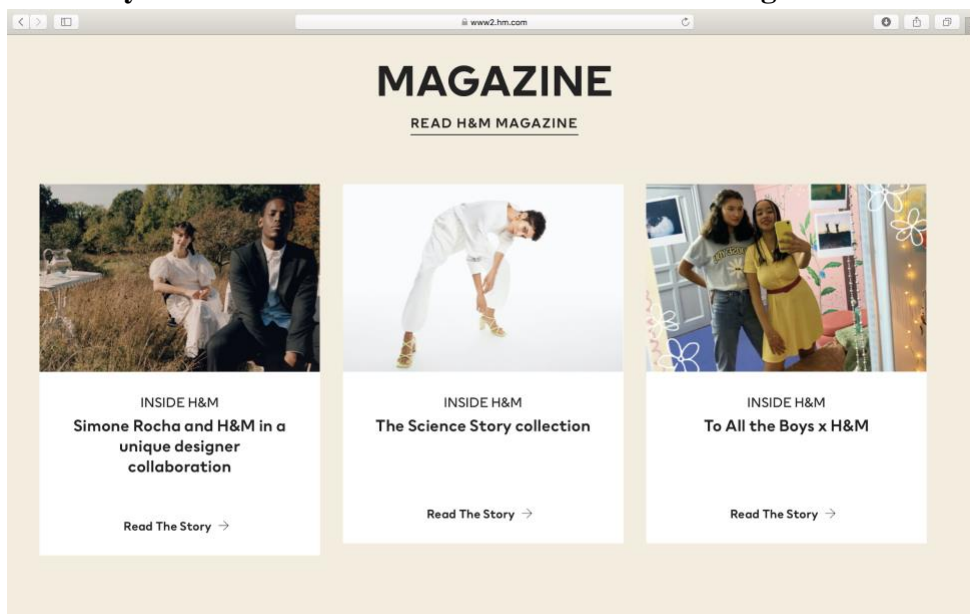 www2.hm.com
MAGAZINE
READ H&M MAGAZINE
INSIDE H&M
Simone Rocha and H&M in a
unique designer
collaboration
Read The Story →
INSIDE H&M
The Science Story collection
Read The Story →
INSIDE H&M
To All the Boys x H&M
Read The Story →